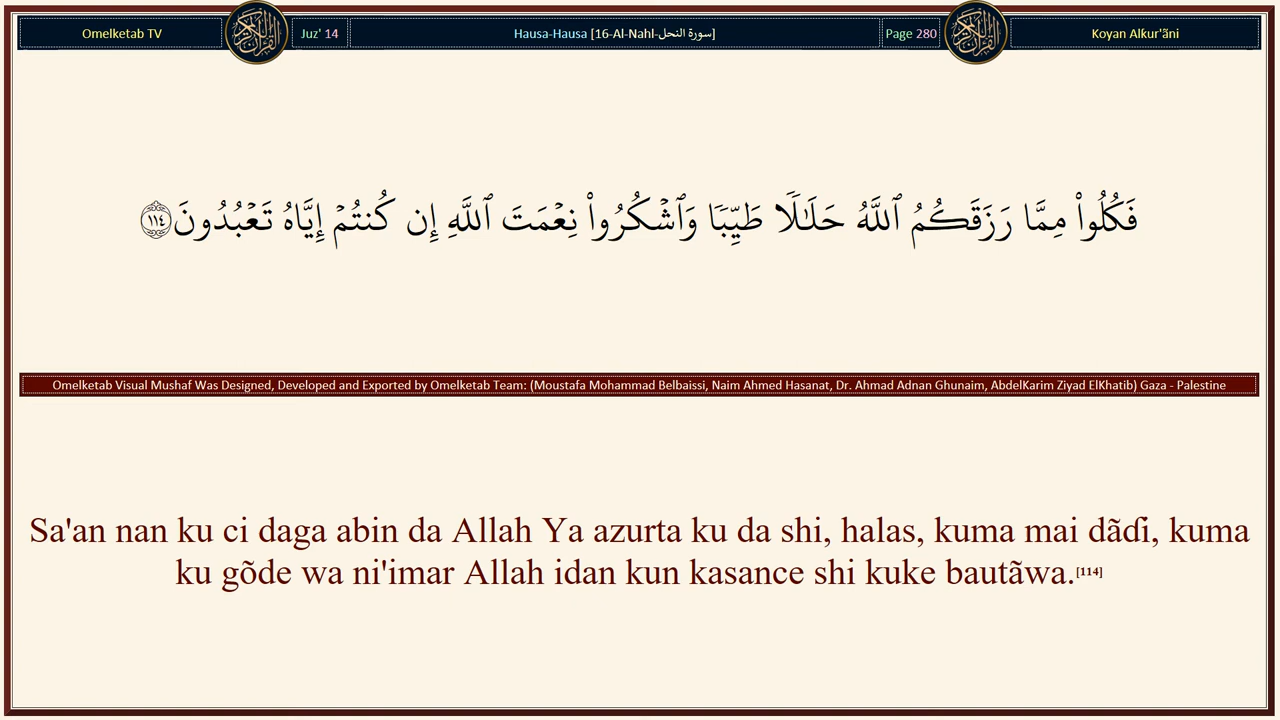 Omelketab TV
Juz' 14
Hausa-Hausa [16-Al-Nahl-سورة النحل]
Page 280
Koyan Alƙur'ãni
فَكُلُوا۟ مِمَّا رَزَقَكُمُ ٱللَّهُ حَلَـٰلًۭا طَيِّبًۭا وَٱشْكُرُوا۟ نِعْمَتَ ٱللَّهِ إِن كُنتُمْ إِيَّاهُ تَعْبُدُونَ ١١٤
Omelketab Visual Mushaf Was Designed, Developed and Exported by Omelketab Team: (Moustafa Mohammad Belbaissi, Naim Ahmed Hasanat, Dr. Ahmad Adnan Ghunaim, AbdelKarim Ziyad ElKhatib) Gaza - Palestine
Sa'an nan ku ci daga abin da Allah Ya azurta ku da shi, halas, kuma mai dãɗi, kuma
ku gõde wa ni'imar Allah idan kun kasance shi kuke bautãwa.[114]